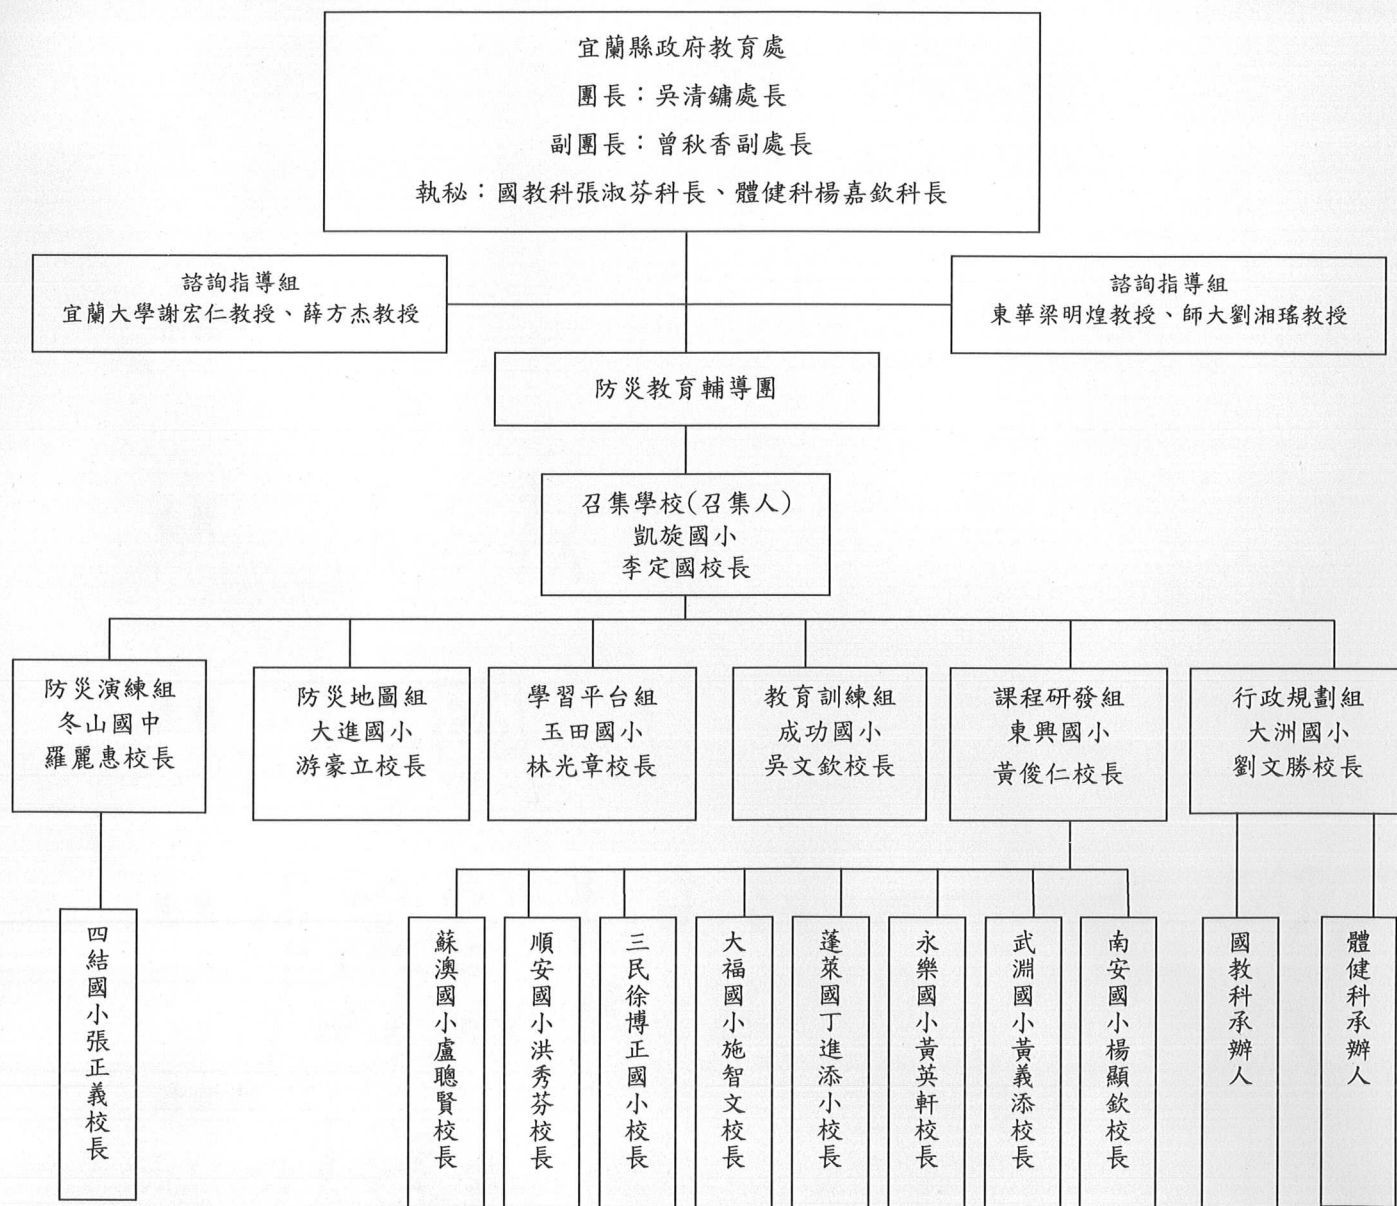 宜蘭縣政府教育處
團長：吳清鏞處長
副團長：曾秋香副處長
執秘：國教科張淑芬科長、體健科楊嘉欽科長
諮詢指導組
宜蘭大學謝宏仁教授、薛方杰教授
諮詢指導組
東華梁明煌教授、師大劉湘瑤教授
防災教育輔導團
召集學校(召集人)
凱旋國小
李定國校長
防災演練組
冬山國中
羅麗惠校長
防災地圖組
大進國小
游豪立校長
學習平台組
玉田國小
林光章校長
教育訓練組
成功國小
吳文欽校長
課程研發組
東興國小
黃俊仁校長
行政規劃組
大洲國小
劉文勝校長
四結國小張正義校長
蘇澳國小盧聰賢校長
順安國小洪秀芬校長
三民徐博正國小校長
大福國小施智文校長
蓬萊國丁進添小校長
永樂國小黃英軒校長
武淵國小黃義添校長
南安國小楊顯欽校長
國教科承辦人
體健科承辦人